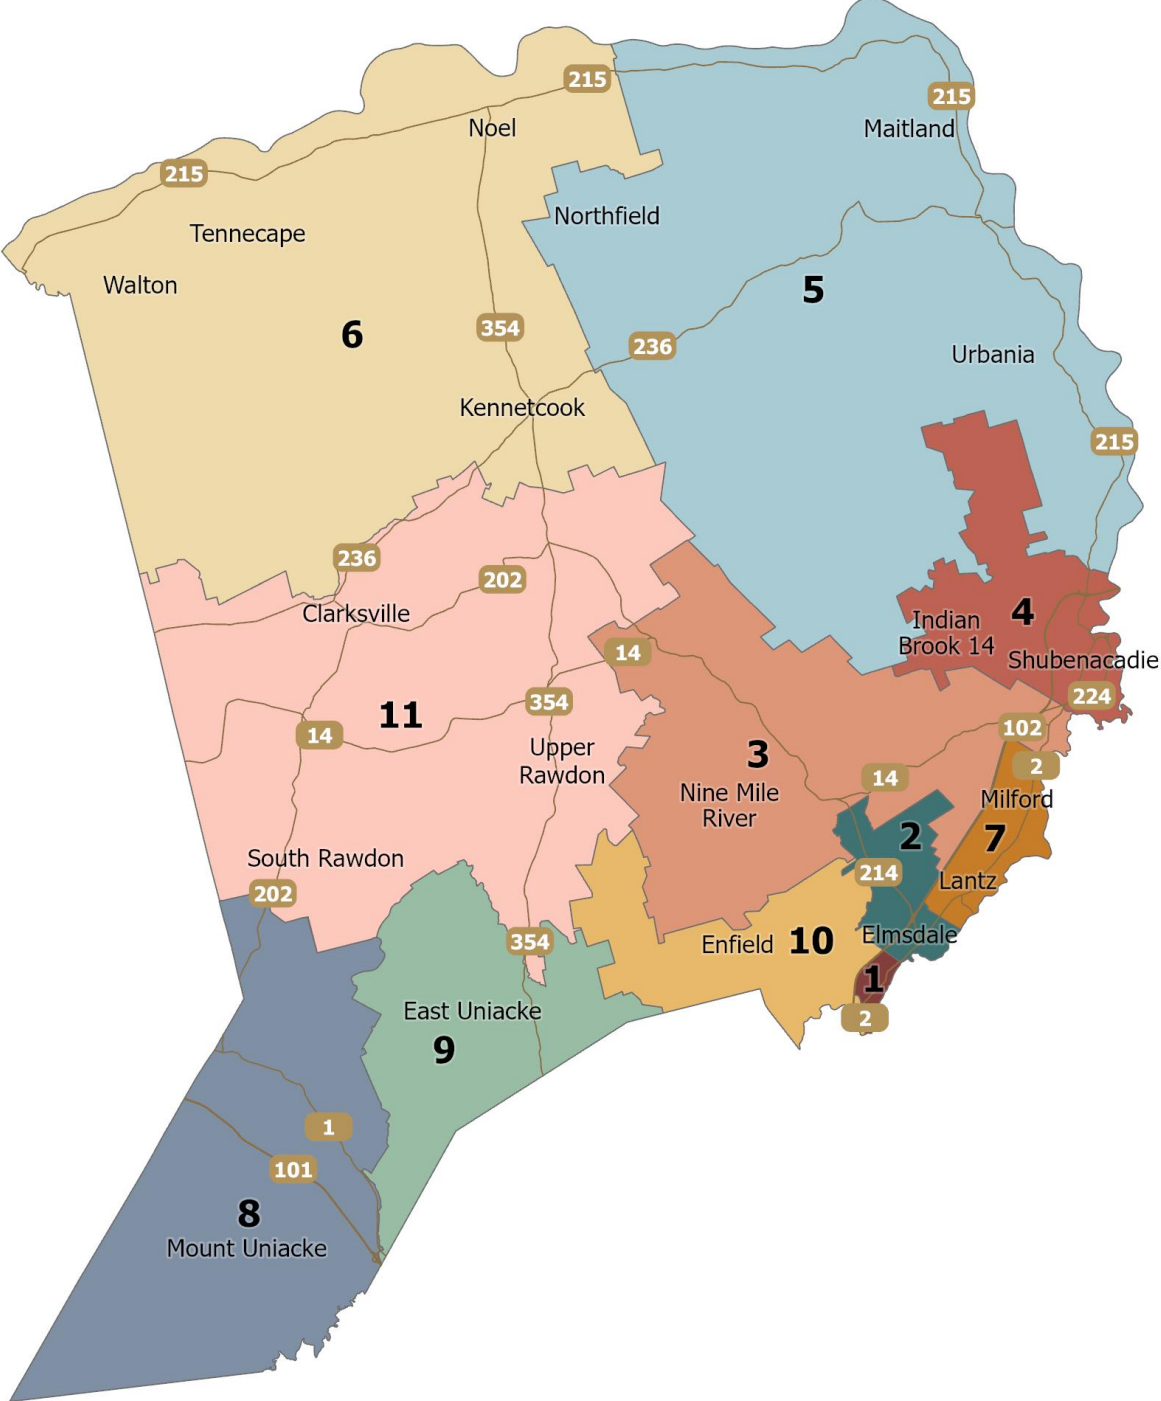 215
215
Noel
Maitland
215
Northfield
Tennecape
Walton
5
354
6
236
Urbania
Kennetcook
215
236
202
Clarksville
4
Indian
Brook 14
14
Shubenacadie
224
354
11
102
14
Upper
Rawdon
3
2
14
Nine Mile
River
Milford
2
7
South Rawdon
214
Lantz
202
Elmsdale
354
Enfield
10
1
East Uniacke
2
9
1
101
8
Mount Uniacke